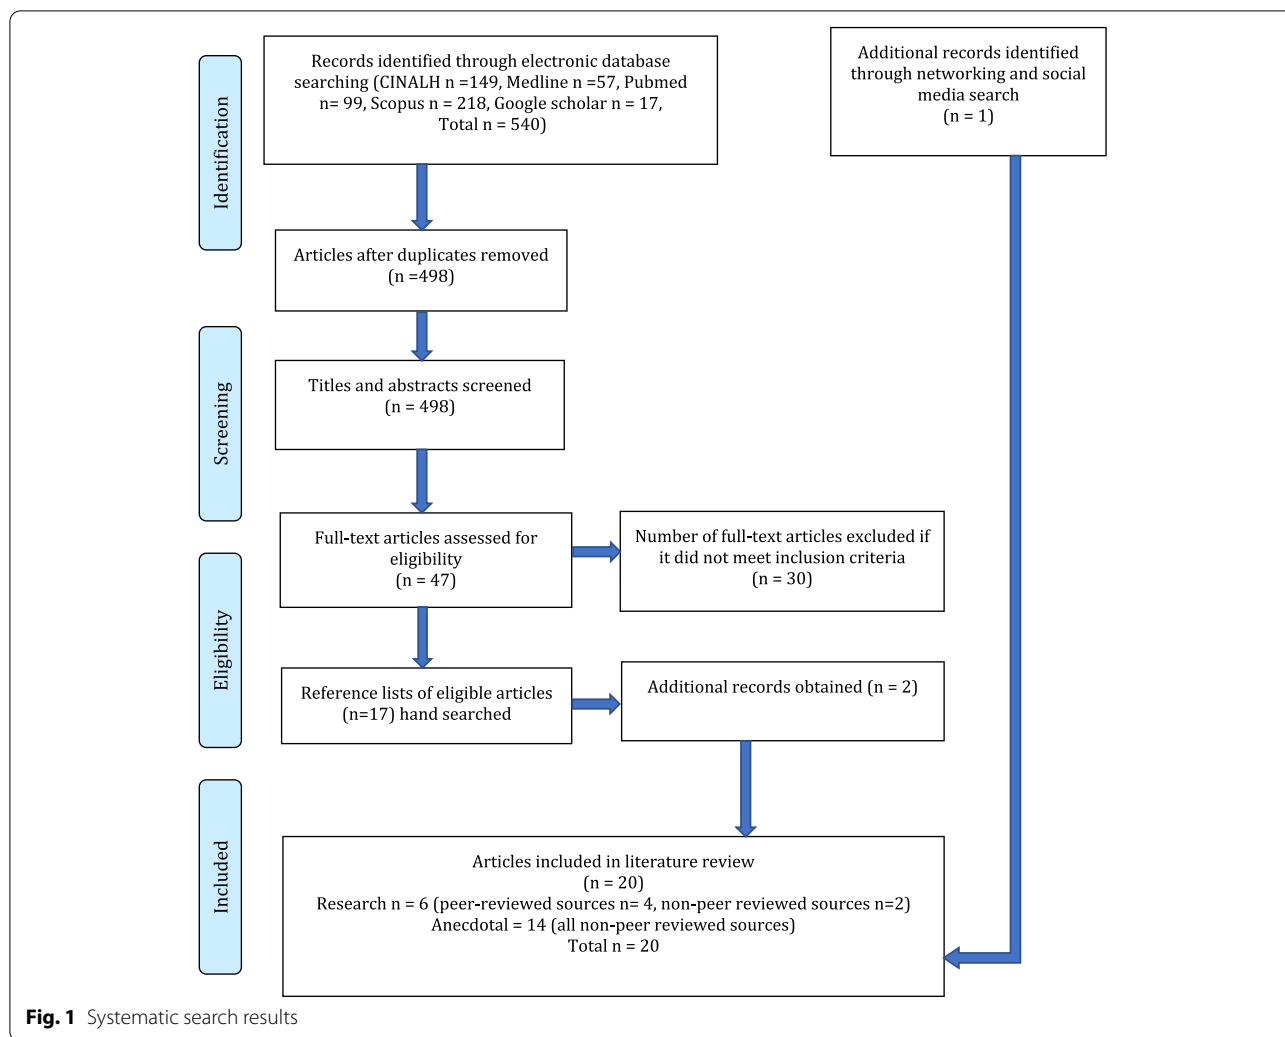 Identification
Records identified through electronic database
searching (CINALH n =149, Medline n =57, Pubmed
n= 99, Scopus n = 218, Google scholar n = 17,
Total n = 540)
Additional records identified
through networking and social
media search
(n = 1)
Articles after duplicates removed
(n =498)
Screening
Titles and abstracts screened
(n = 498)
Full-text articles assessed for
eligibility
(n = 47)
Number of full-text articles excluded if
it did not meet inclusion criteria
(n = 30)
Eligibility
Reference lists of eligible articles
(n=17) hand searched
Additional records obtained (n = 2)
Included
Articles included in literature review
(n = 20)
Research n = 6 (peer-reviewed sources n= 4, non-peer reviewed sources n=2)
Anecdotal = 14 (all non-peer reviewed sources)
Total n = 20
Fig. 1 Systematic search results